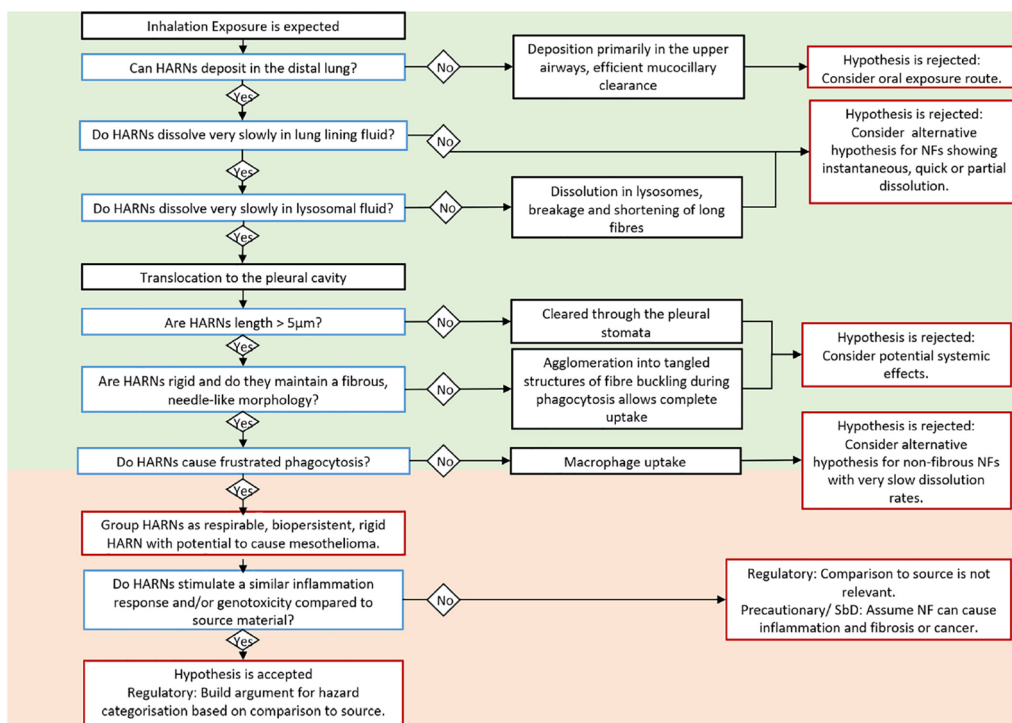 Inhalation Exposure is expected
Can HARNs deposit in the distal lung?
No
Deposition primarily in the upper
airways, efficient mucocillary
clearance
Hypothesis is rejected:
Consider oral exposure route.
Yes
Do HARNs dissolve very slowly in lung lining fluid?
No
Hypothesis is rejected:
Consider alternative
hypothesis for NFs showing
instantaneous, quick or partial
dissolution.
Yes
Do HARNs dissolve very slowly in lysosomal fluid?
No
Dissolution in lysosomes,
breakage and shortening of long
fibres
Yes
Translocation to the pleural cavity
Are HARNs length > 5µm?
No
Cleared through the pleural
stomata
Hypothesis is rejected:
Consider potential systemic
effects.
Yes
Are HARNs rigid and do they maintain a fibrous,
needle-like morphology?
No
Agglomeration into tangled
structures of fibre buckling during
phagocytosis allows complete
uptake
Yes
Do HARNs cause frustrated phagocytosis?
No
Macrophage uptake
Hypothesis is rejected:
Consider alternative
hypothesis for non-fibrous NFs
with very slow dissolution
rates.
Yes
Group HARNs as respirable, biopersistent, rigid
HARN with potential to cause mesothelioma.
Do HARNs stimulate a similar inflammation
response and/or genotoxicity compared to
source material?
No
Regulatory: Comparison to source is not
relevant.
Precautionary/ SbD: Assume NF can cause
inflammation and fibrosis or cancer.
Yes
Hypothesis is accepted
Regulatory: Build argument for hazard
categorisation based on comparison to source.